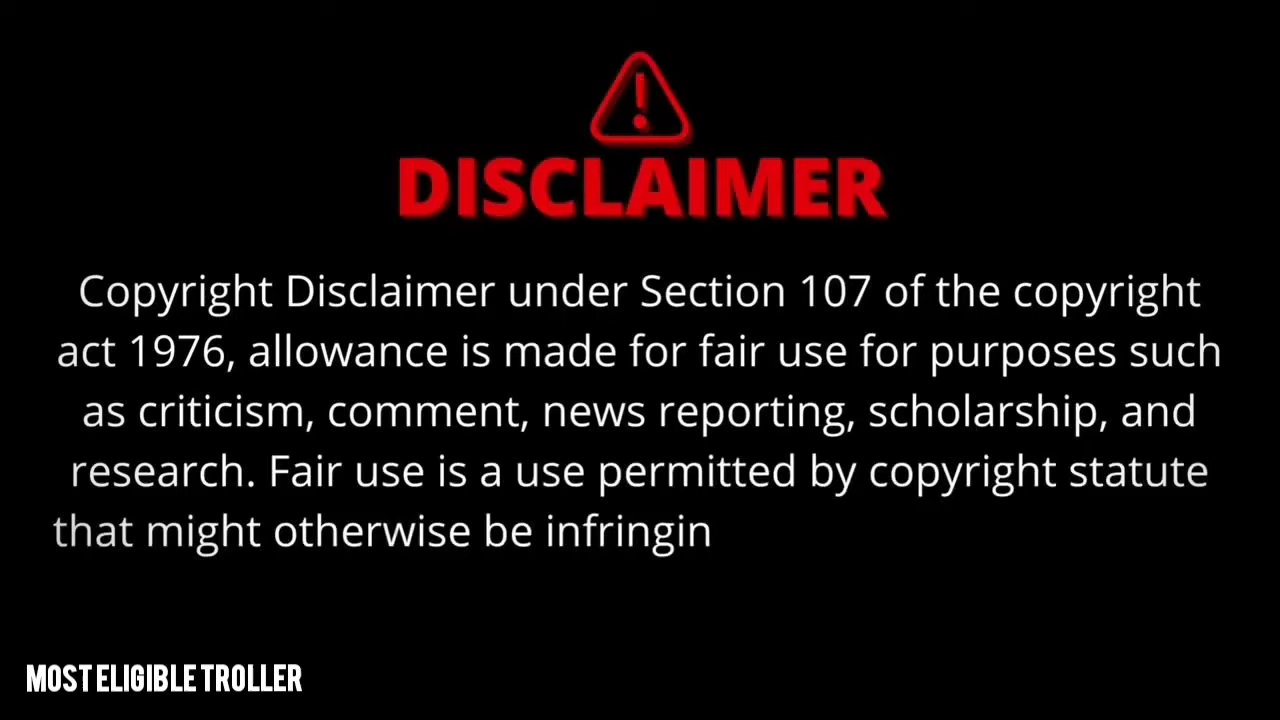 DISCLAIMER
Copyright Disclaimer under Section 107 of the copyright
act 1976, allowance is made for fair use for purposes such
as criticism, comment, news reporting, scholarship, and
research. Fair use is a use permitted by copyright statute
that might otherwise be infringin
MOST ELIGIBLE TROLLER